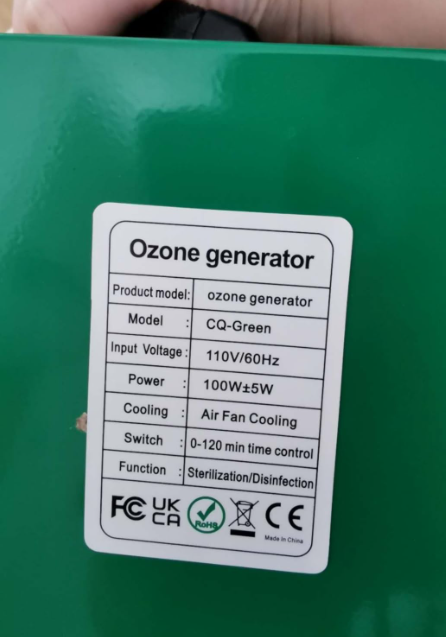 Ozone generator
Product model: ozone generator
Model : CQ-Green
Input Voltage : 110V/60Hz
Power : 100W±5W
Cooling : Air Fan Cooling
Switch : 0-120 min time control
Function : Sterilization/Disinfection
FC UK CA RoHS CE
Made in China